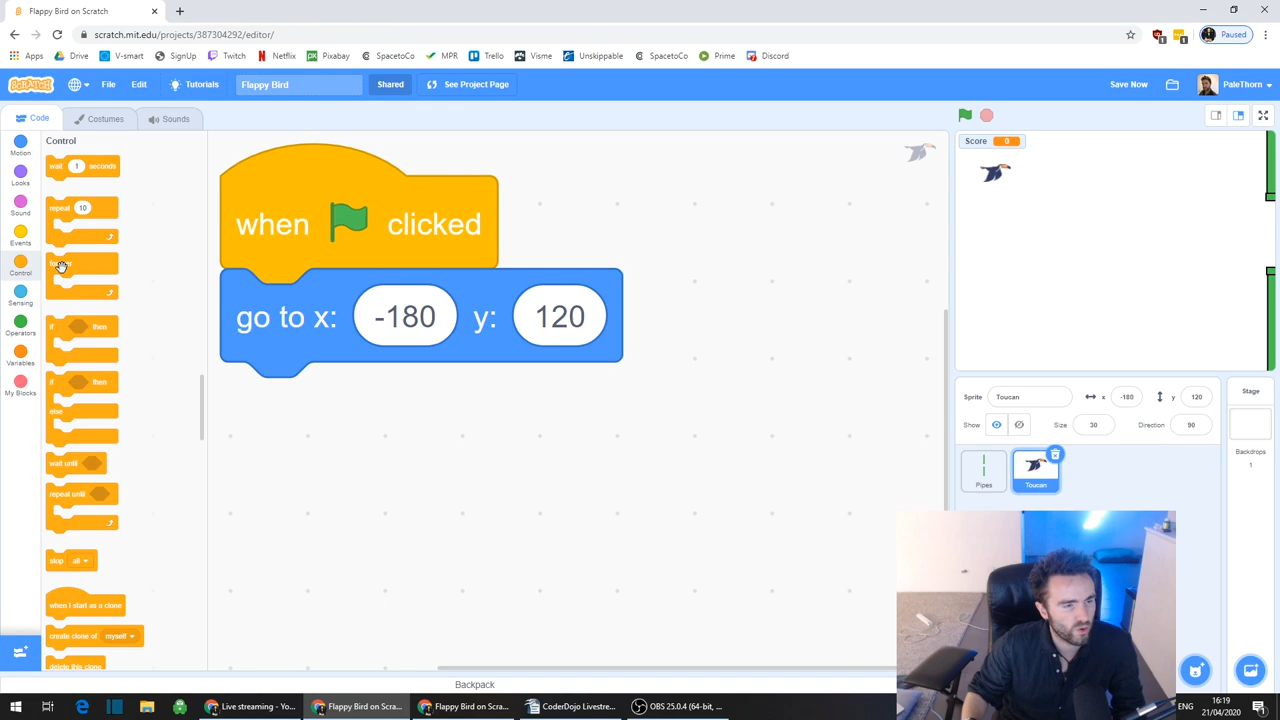 Flappy Bird on Scratch
scratch.mit.edu/projects/387304292/editor/
Paused
Apps Drive V-smart SignUp Twitch Netflix Pixabay SpacetoCo MPR Trello Visme Unskippable SpacetoCo Prime Discord
SCRATCH File Edit Tutorials Flappy Bird Shared See Project Page Save Now PaleThorn
Code Costumes Sounds
Motion
Looks
Sound
Events
Control
Sensing
Operators
Variables
My Blocks
Control
wait 1 seconds
repeat 10
if then
if then
else
wait until
repeat until
stop all
when I start as a clone
create clone of myself
delete this clone
when clicked
go to x: -180 y: 120
Score 0
Sprite Toucan x -180 y 120
Show Size 30 Direction 90
Pipes
Toucan
Stage
Backdrops
1
Backpack
Live streaming - Yo... Flappy Bird on Scra... Flappy Bird on Scra... CoderDojo Livestre... OBS 25.0.4 (64-bit, ...
ENG
16:19
21/04/2020